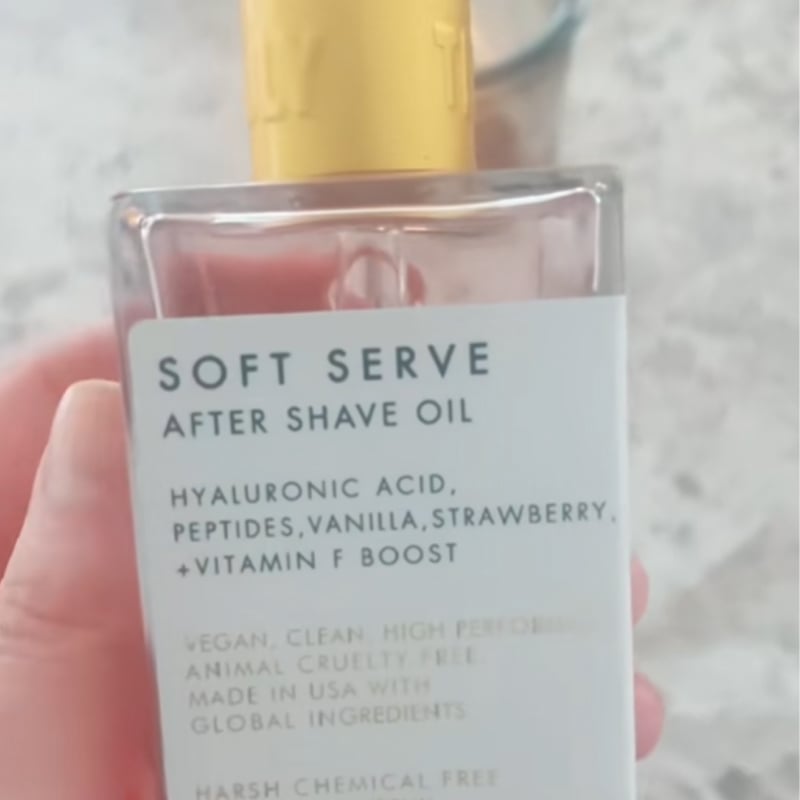 LY T
SOFT SERVE
AFTER SHAVE OIL
HYALURONIC ACID,
PEPTIDES,VANILLA,STRAWBERRY,
+VITAMIN F BOOST
VEGAN, CLEAN, HIGH
ANIMAL CRUELTY FREE.
MADE IN USA WITH
GLOBAL INGREDIENTS
HARSH CHEMICAL FREE